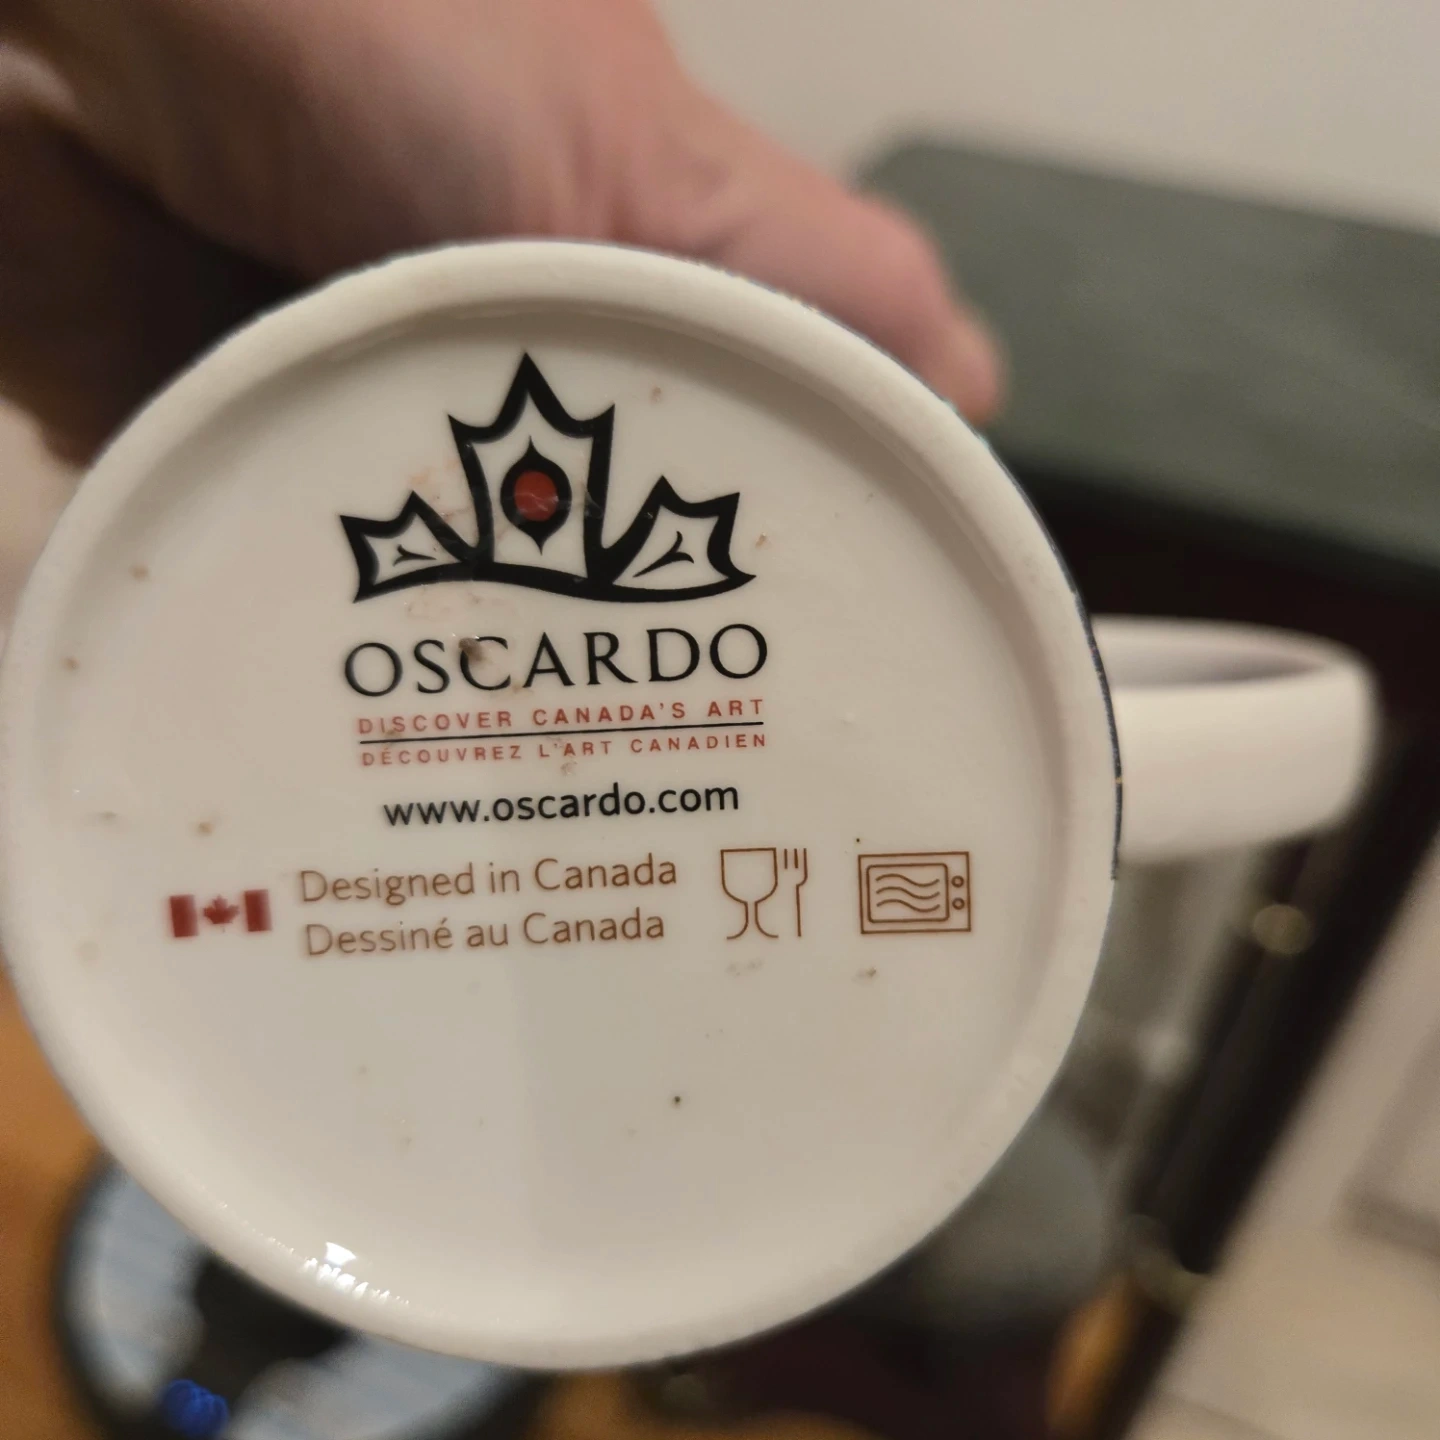 OSCARDO
DISCOVER CANADA'S ART
DÉCOUVREZ L'ART CANADIEN
www.oscardo.com
Designed in Canada
Dessiné au Canada